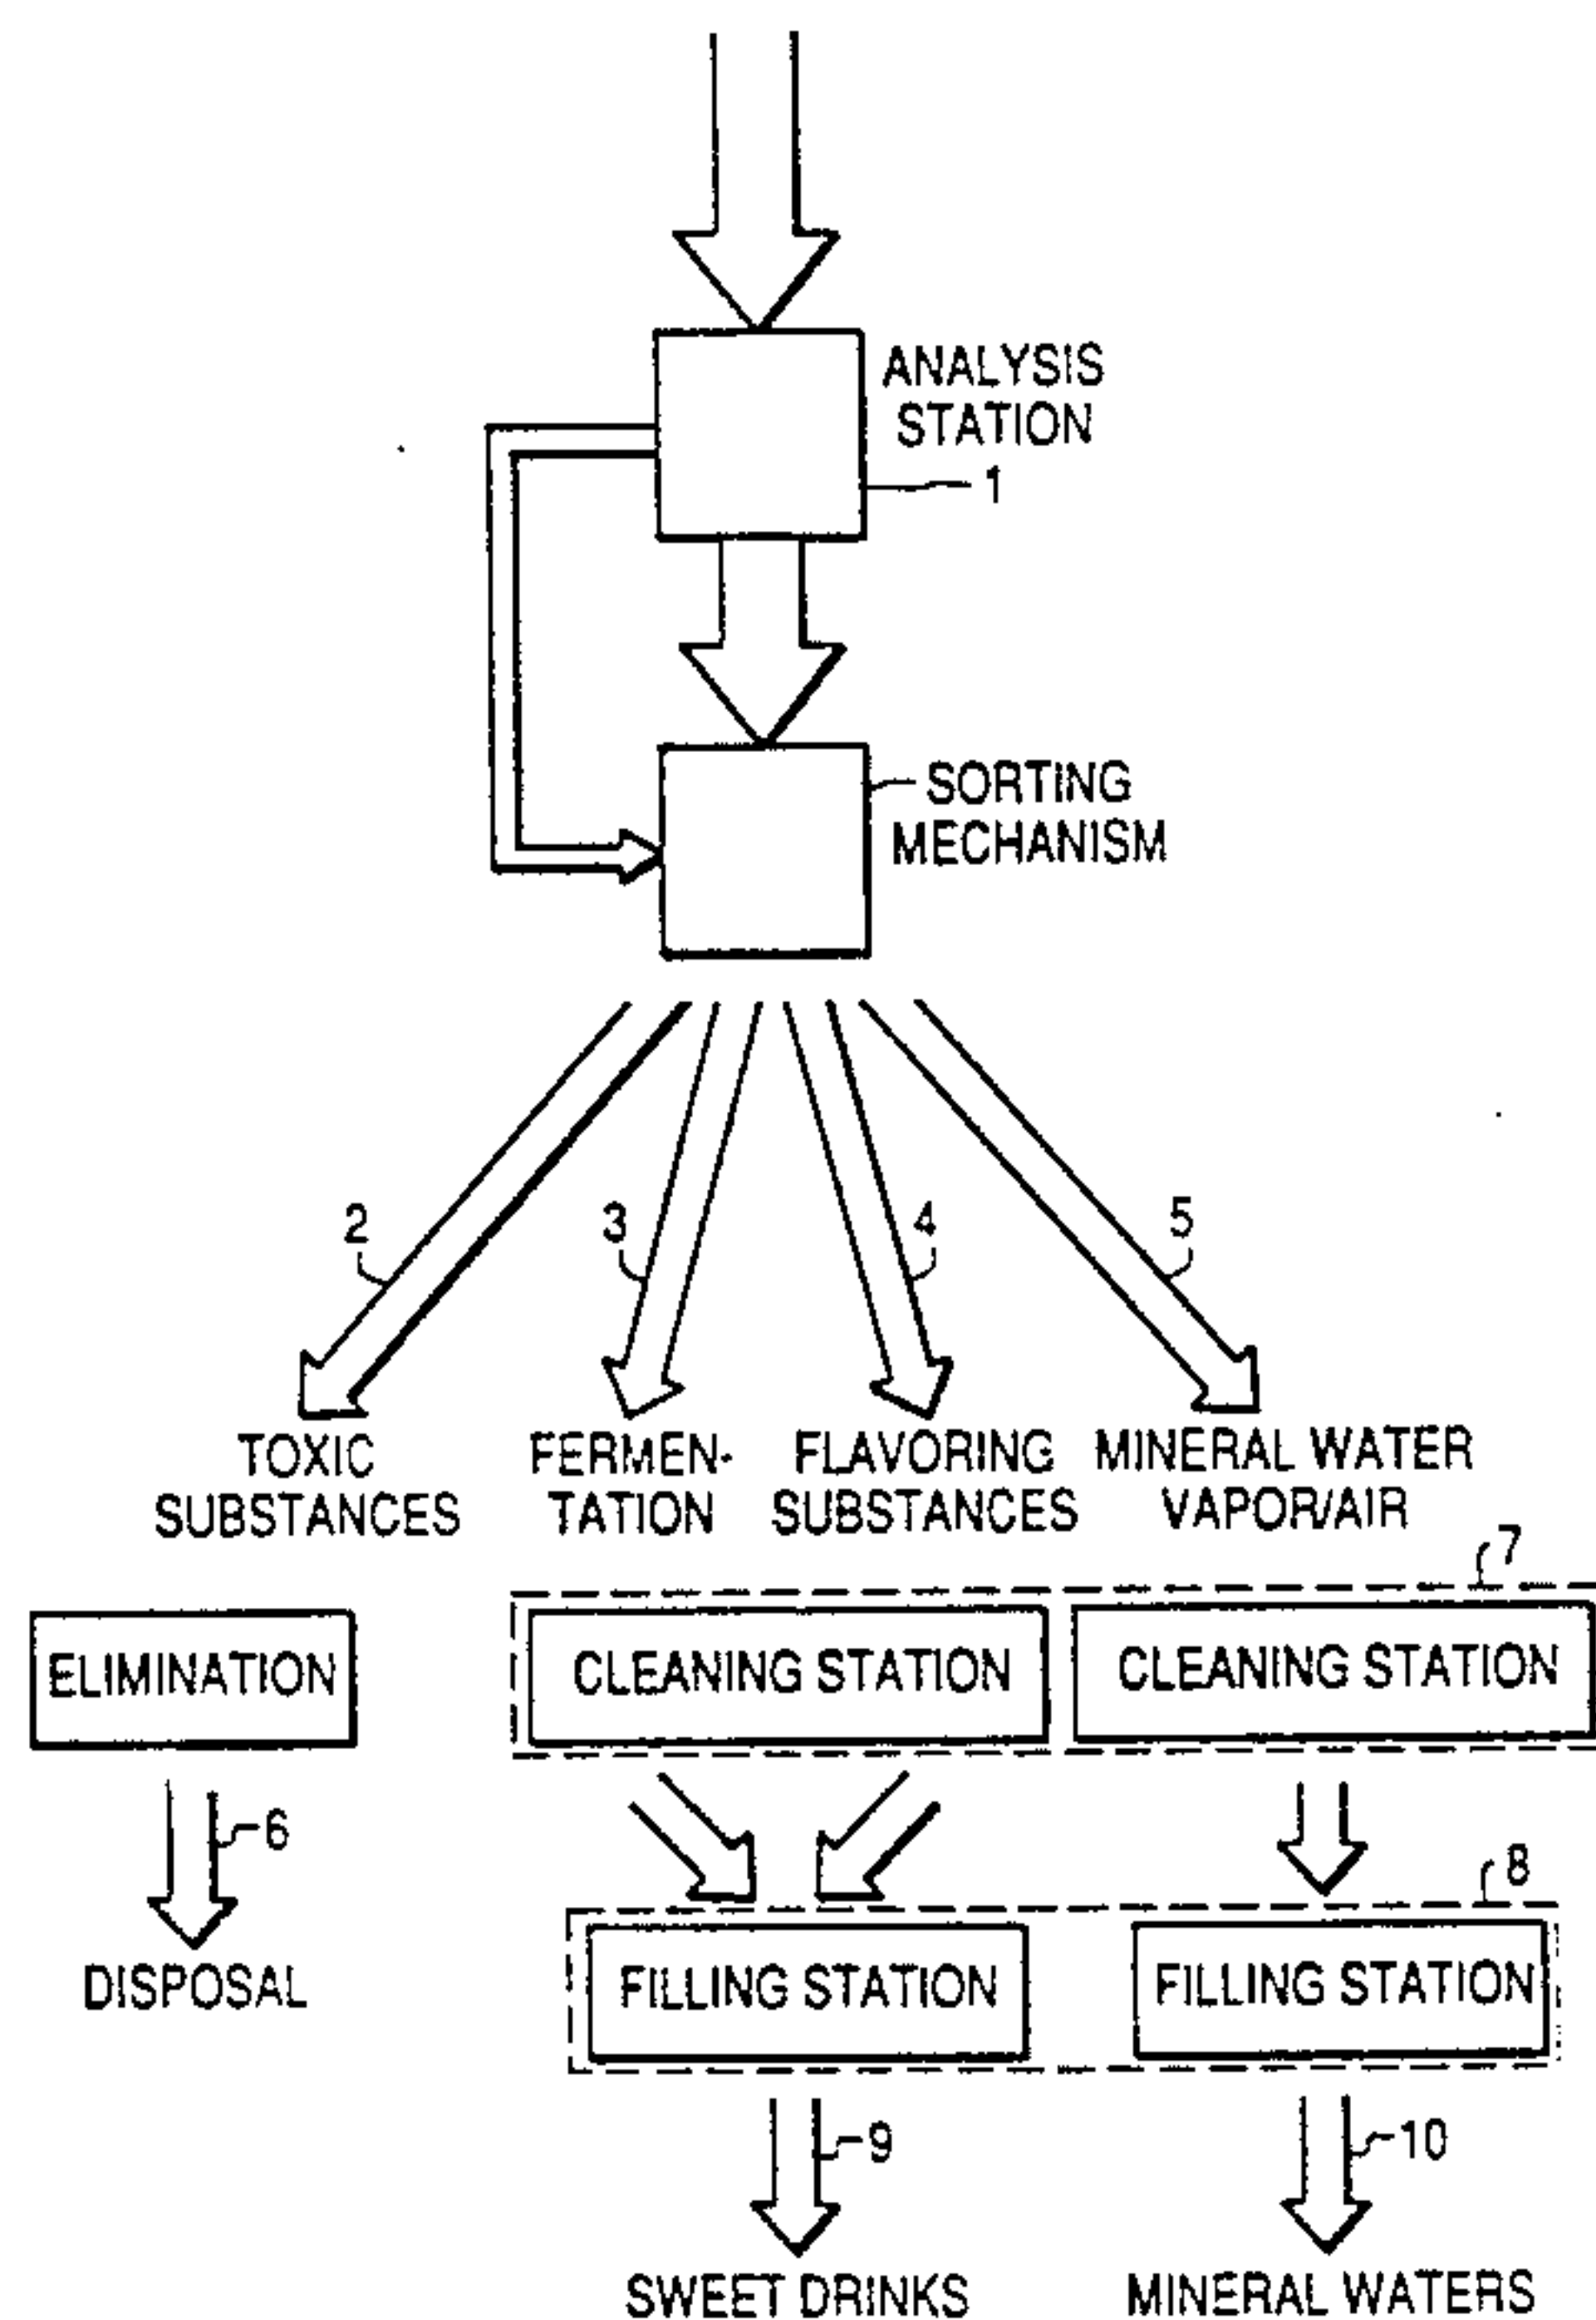 ANALYSIS
STATION
1
SORTING
MECHANISM
2 3 4 5
TOXIC
SUBSTANCES
FERMEN-
TATION
FLAVORING
SUBSTANCES
MINERAL WATER
VAPOR/AIR
7
ELIMINATION
CLEANING STATION
CLEANING STATION
6
8
DISPOSAL
FILLING STATION
FILLING STATION
9
10
SWEET DRINKS
MINERAL WATERS